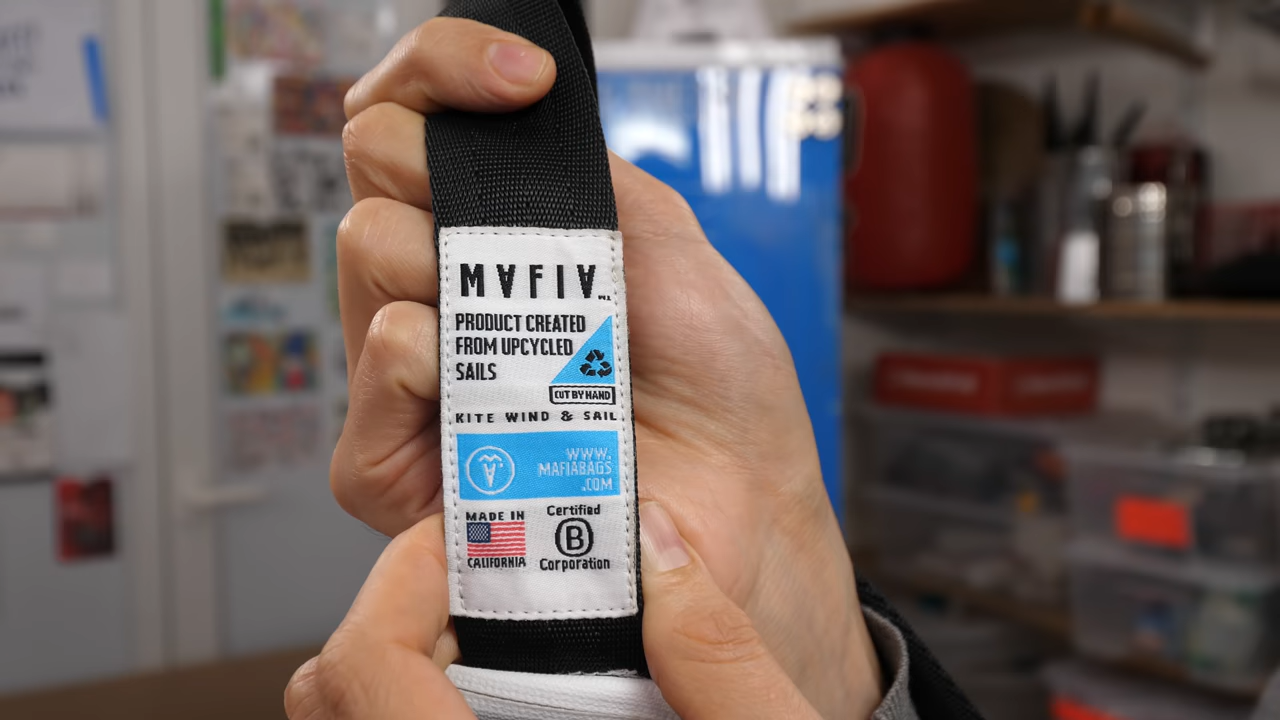 MAFIA
PRODUCT CREATED
FROM UPCYCLED
SAILS
CUT BY HAND
KITE WIND & SAIL
WWW.
MAFIABAGS
.COM
MADE IN
CALIFORNIA
Certified
B
Corporation